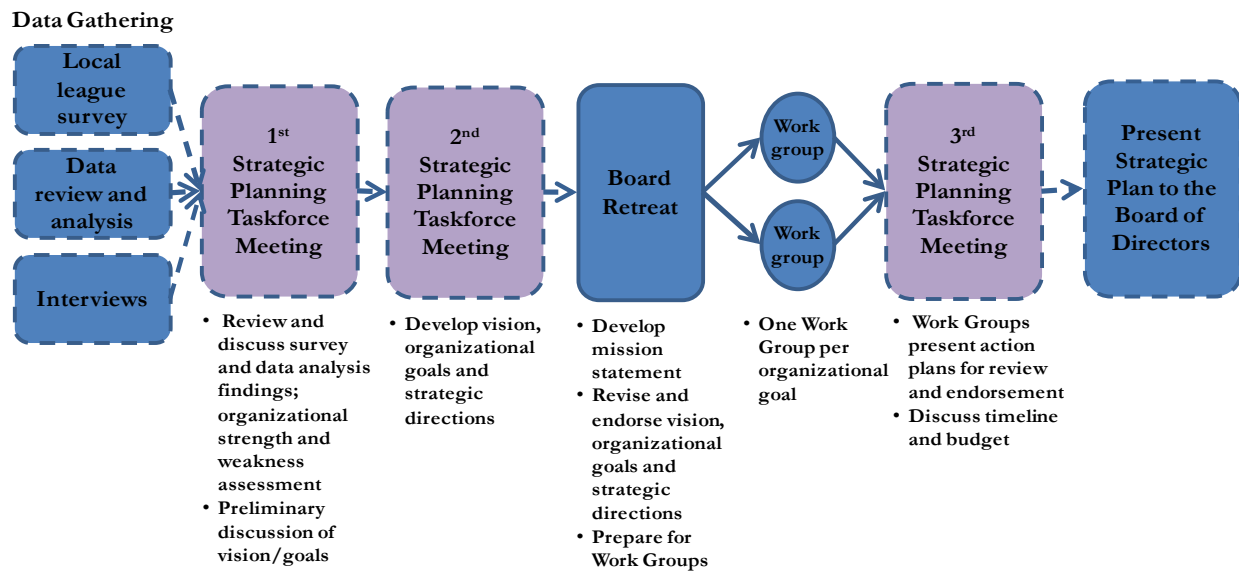 Data Gathering
Local
league
survey
Data
review and
analysis
Interviews
1st
Strategic
Planning
Taskforce
Meeting
• Review and
discuss survey
and data analysis
findings;
organizational
strength and
weakness
assessment
• Preliminary
discussion of
vision/goals
2nd
Strategic
Planning
Taskforce
Meeting
• Develop vision,
organizational
goals and
strategic
directions
Board
Retreat
• Develop
mission
statement
• Revise and
endorse vision,
organizational
goals and
strategic
directions
• Prepare for
Work Groups
Work
group
Work
group
• One Work
Group per
organizational
goal
3rd
Strategic
Planning
Taskforce
Meeting
• Work Groups
present action
plans for review
and endorsement
• Discuss timeline
and budget
Present
Strategic
Plan to the
Board of
Directors